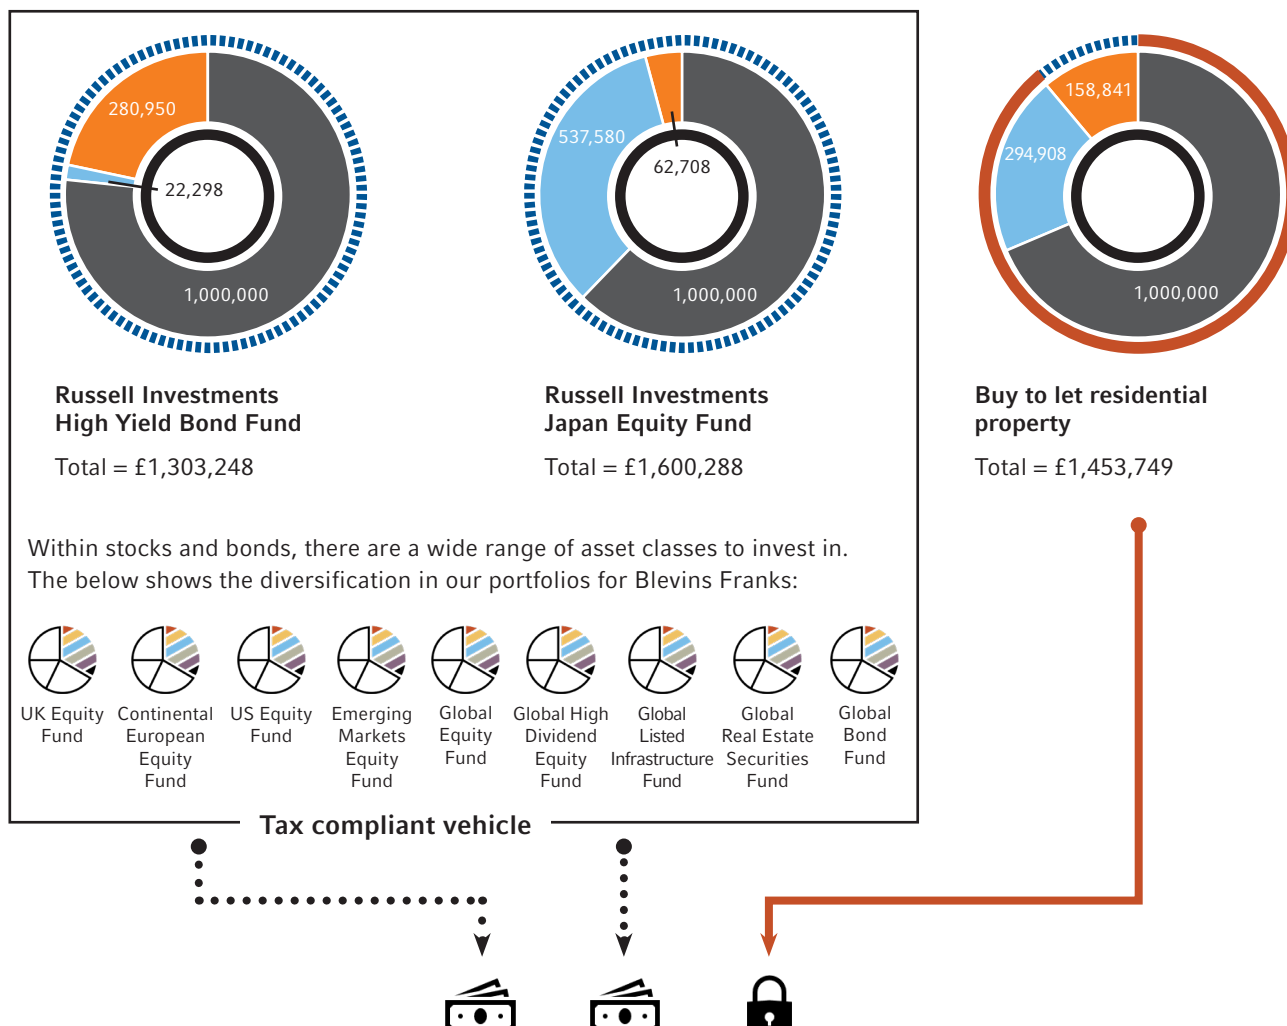 280,950
22,298
1,000,000
537,580
62,708
1,000,000
158,841
294,908
1,000,000
Russell Investments
High Yield Bond Fund
Total = £1,303,248
Russell Investments
Japan Equity Fund
Total = £1,600,288
Buy to let residential
property
Total = £1,453,749
Within stocks and bonds, there are a wide range of asset classes to invest in.
The below shows the diversification in our portfolios for Blevins Franks:
UK Equity
Fund
Continental
European
Equity
Fund
US Equity
Fund
Emerging
Markets
Equity
Fund
Global
Equity
Fund
Global High
Dividend
Equity
Fund
Global
Listed
Infrastructure
Fund
Global
Real Estate
Securities
Fund
Global
Bond
Fund
Tax compliant vehicle